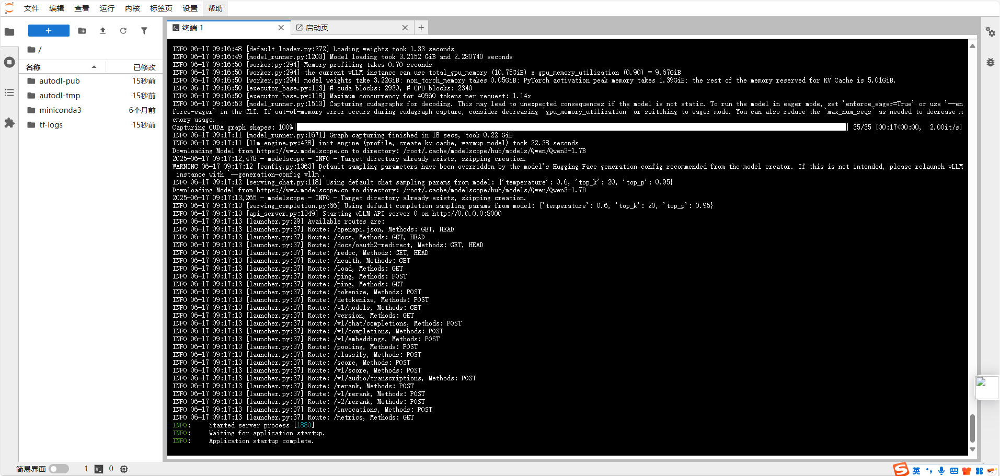 文件 编辑 查看 运行 内核 标签页 设置 帮助
终端 1
启动页
/
名称 已修改
autodl-pub 15秒前
autodl-tmp 15秒前
miniconda3 6个月前
tf-logs 15秒前
INFO 06-17 09:16:48 [default_loader.py:272] Loading weights took 1.33 seconds
INFO 06-17 09:16:49 [model_runner.py:1203] Model loading took 3.2152 GiB and 2.280740 seconds
INFO 06-17 09:16:50 [worker.py:294] Memory profiling takes 0.70 seconds
INFO 06-17 09:16:50 [worker.py:294] the current vLLM instance can use total_gpu_memory (10.75GiB) x gpu_memory_utilization (0.90) = 9.67GiB
INFO 06-17 09:16:50 [worker.py:294] model weights take 3.22GiB; non_torch_memory takes 0.05GiB; PyTorch activation peak memory takes 1.39GiB; the rest of the memory reserved for KV Cache is 5.01GiB.
INFO 06-17 09:16:50 [executor_base.py:113] # cuda blocks: 2930, # CPU blocks: 2340
INFO 06-17 09:16:50 [executor_base.py:118] Maximum concurrency for 40960 tokens per request: 1.14x
INFO 06-17 09:16:53 [model_runner.py:1513] Capturing cudagraphs for decoding. This may lead to unexpected consequences if the model is not static. To run the model in eager mode, set 'enforce_eager=True' or use '--en
force-eager' in the CLI. If out-of-memory error occurs during cudagraph capture, consider decreasing `gpu_memory_utilization` or switching to eager mode. You can also reduce the `max_num_seqs` as needed to decrease m
emory usage.
Capturing CUDA graph shapes: 100%| | 35/35 [00:17<00:00, 2.00it/s]
INFO 06-17 09:17:11 [model_runner.py:1671] Graph capturing finished in 18 secs, took 0.22 GiB
INFO 06-17 09:17:11 [llm_engine.py:428] init engine (profile, create kv cache, warmup model) took 22.38 seconds
Downloading Model from https://www.modelscope.cn to directory: /root/.cache/modelscope/hub/models/Qwen/Qwen3-1.7B
2025-06-17 09:17:12,478 - modelscope - INFO - Target directory already exists, skipping creation.
WARNING 06-17 09:17:12 [config.py:1363] Default sampling parameters have been overridden by the model's Hugging Face generation config recommended from the model creator. If this is not intended, please relaunch vLLM
instance with `--generation-config vllm`.
INFO 06-17 09:17:12 [serving_chat.py:118] Using default chat sampling params from model: {'temperature': 0.6, 'top_k': 20, 'top_p': 0.95}
Downloading Model from https://www.modelscope.cn to directory: /root/.cache/modelscope/hub/models/Qwen/Qwen3-1.7B
2025-06-17 09:17:13,265 - modelscope - INFO - Target directory already exists, skipping creation.
INFO 06-17 09:17:13 [serving_completion.py:66] Using default completion sampling params from model: {'temperature': 0.6, 'top_k': 20, 'top_p': 0.95}
INFO 06-17 09:17:13 [api_server.py:1349] Starting vLLM API server 0 on http://0.0.0.0:8000
INFO 06-17 09:17:13 [launcher.py:29] Available routes are:
INFO 06-17 09:17:13 [launcher.py:37] Route: /openapi.json, Methods: GET, HEAD
INFO 06-17 09:17:13 [launcher.py:37] Route: /docs, Methods: GET, HEAD
INFO 06-17 09:17:13 [launcher.py:37] Route: /docs/oauth2-redirect, Methods: GET, HEAD
INFO 06-17 09:17:13 [launcher.py:37] Route: /redoc, Methods: GET, HEAD
INFO 06-17 09:17:13 [launcher.py:37] Route: /health, Methods: GET
INFO 06-17 09:17:13 [launcher.py:37] Route: /load, Methods: GET
INFO 06-17 09:17:13 [launcher.py:37] Route: /ping, Methods: POST
INFO 06-17 09:17:13 [launcher.py:37] Route: /ping, Methods: GET
INFO 06-17 09:17:13 [launcher.py:37] Route: /tokenize, Methods: POST
INFO 06-17 09:17:13 [launcher.py:37] Route: /detokenize, Methods: POST
INFO 06-17 09:17:13 [launcher.py:37] Route: /v1/models, Methods: GET
INFO 06-17 09:17:13 [launcher.py:37] Route: /version, Methods: GET
INFO 06-17 09:17:13 [launcher.py:37] Route: /v1/chat/completions, Methods: POST
INFO 06-17 09:17:13 [launcher.py:37] Route: /v1/completions, Methods: POST
INFO 06-17 09:17:13 [launcher.py:37] Route: /v1/embeddings, Methods: POST
INFO 06-17 09:17:13 [launcher.py:37] Route: /pooling, Methods: POST
INFO 06-17 09:17:13 [launcher.py:37] Route: /classify, Methods: POST
INFO 06-17 09:17:13 [launcher.py:37] Route: /score, Methods: POST
INFO 06-17 09:17:13 [launcher.py:37] Route: /v1/score, Methods: POST
INFO 06-17 09:17:13 [launcher.py:37] Route: /v1/audio/transcriptions, Methods: POST
INFO 06-17 09:17:13 [launcher.py:37] Route: /rerank, Methods: POST
INFO 06-17 09:17:13 [launcher.py:37] Route: /v1/rerank, Methods: POST
INFO 06-17 09:17:13 [launcher.py:37] Route: /v2/rerank, Methods: POST
INFO 06-17 09:17:13 [launcher.py:37] Route: /invocations, Methods: POST
INFO 06-17 09:17:13 [launcher.py:37] Route: /metrics, Methods: GET
INFO: Started server process [1880]
INFO: Waiting for application startup.
INFO: Application startup complete.
简易界面 1 0
英